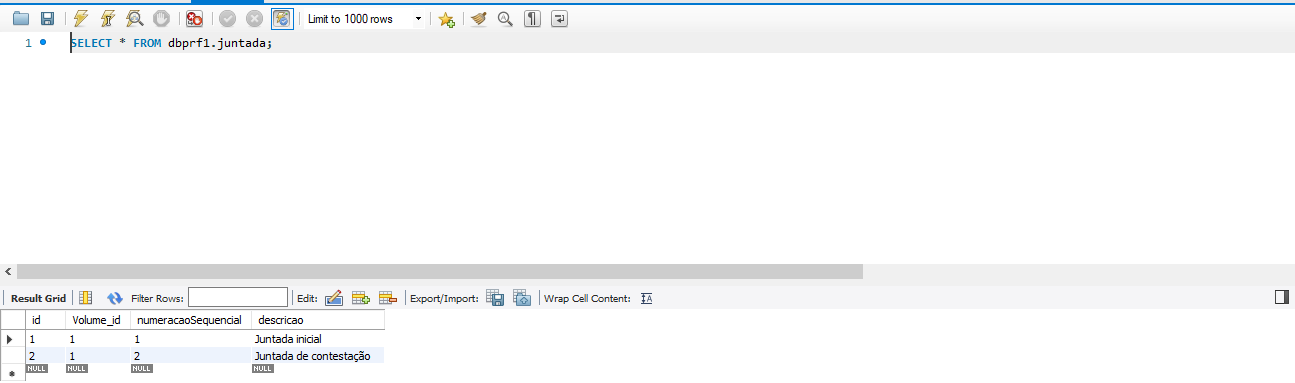 Limit to 1000 rows
1 SELECT * FROM dbprf1.juntada;
Result Grid Filter Rows: Edit: Export/Import: Wrap Cell Content: IA
id Volume_id numeracaoSequencial descricao
1 1 1 Juntada inicial
2 1 2 Juntada de contestação
NULL NULL NULL NULL